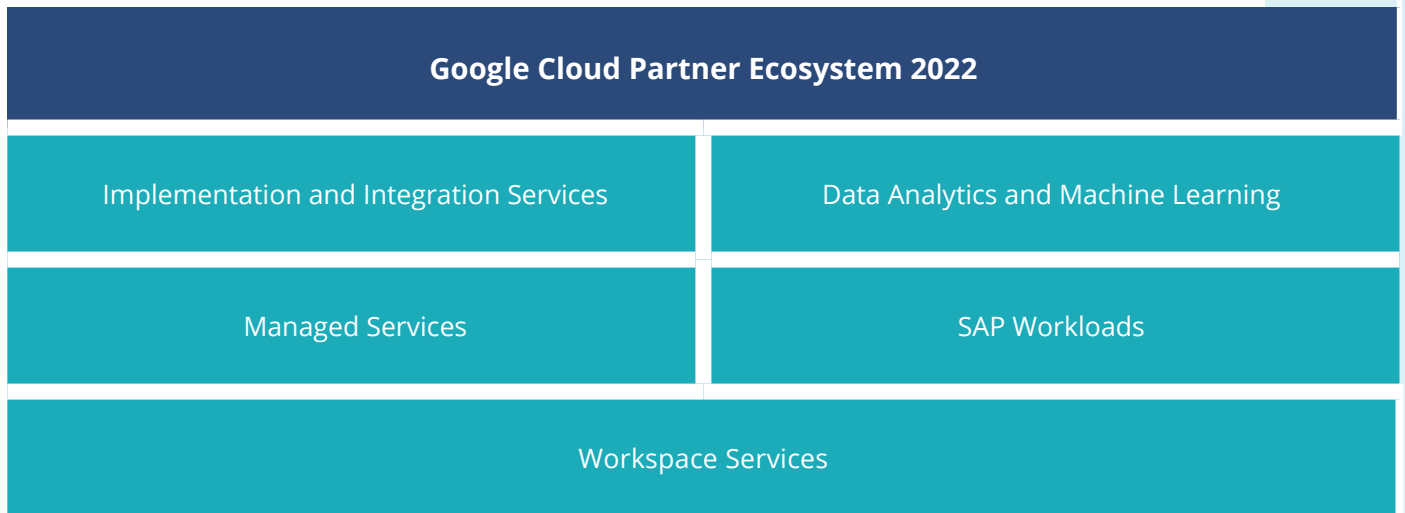 Google Cloud Partner Ecosystem 2022
Implementation and Integration Services
Data Analytics and Machine Learning
Managed Services
SAP Workloads
Workspace Services